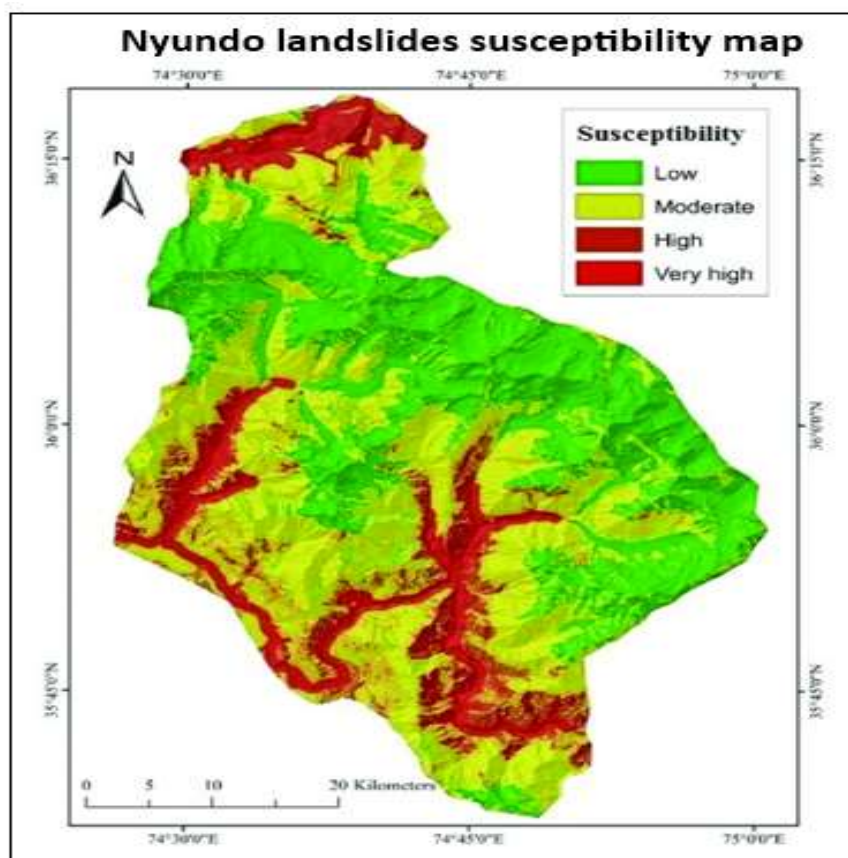 Nyundo landslides susceptibility map
74°30'0"E 74°45'0"E 75°0'0"E
N
Susceptibility
Low
Moderate
High
Very high
36°15'0"N 36°15'0"N
36°0'0"N 36°0'0"N
35°45'0"N 35°45'0"N
0 5 10 20 Kilometers
74°30'0"E 74°45'0"E 75°0'0"E